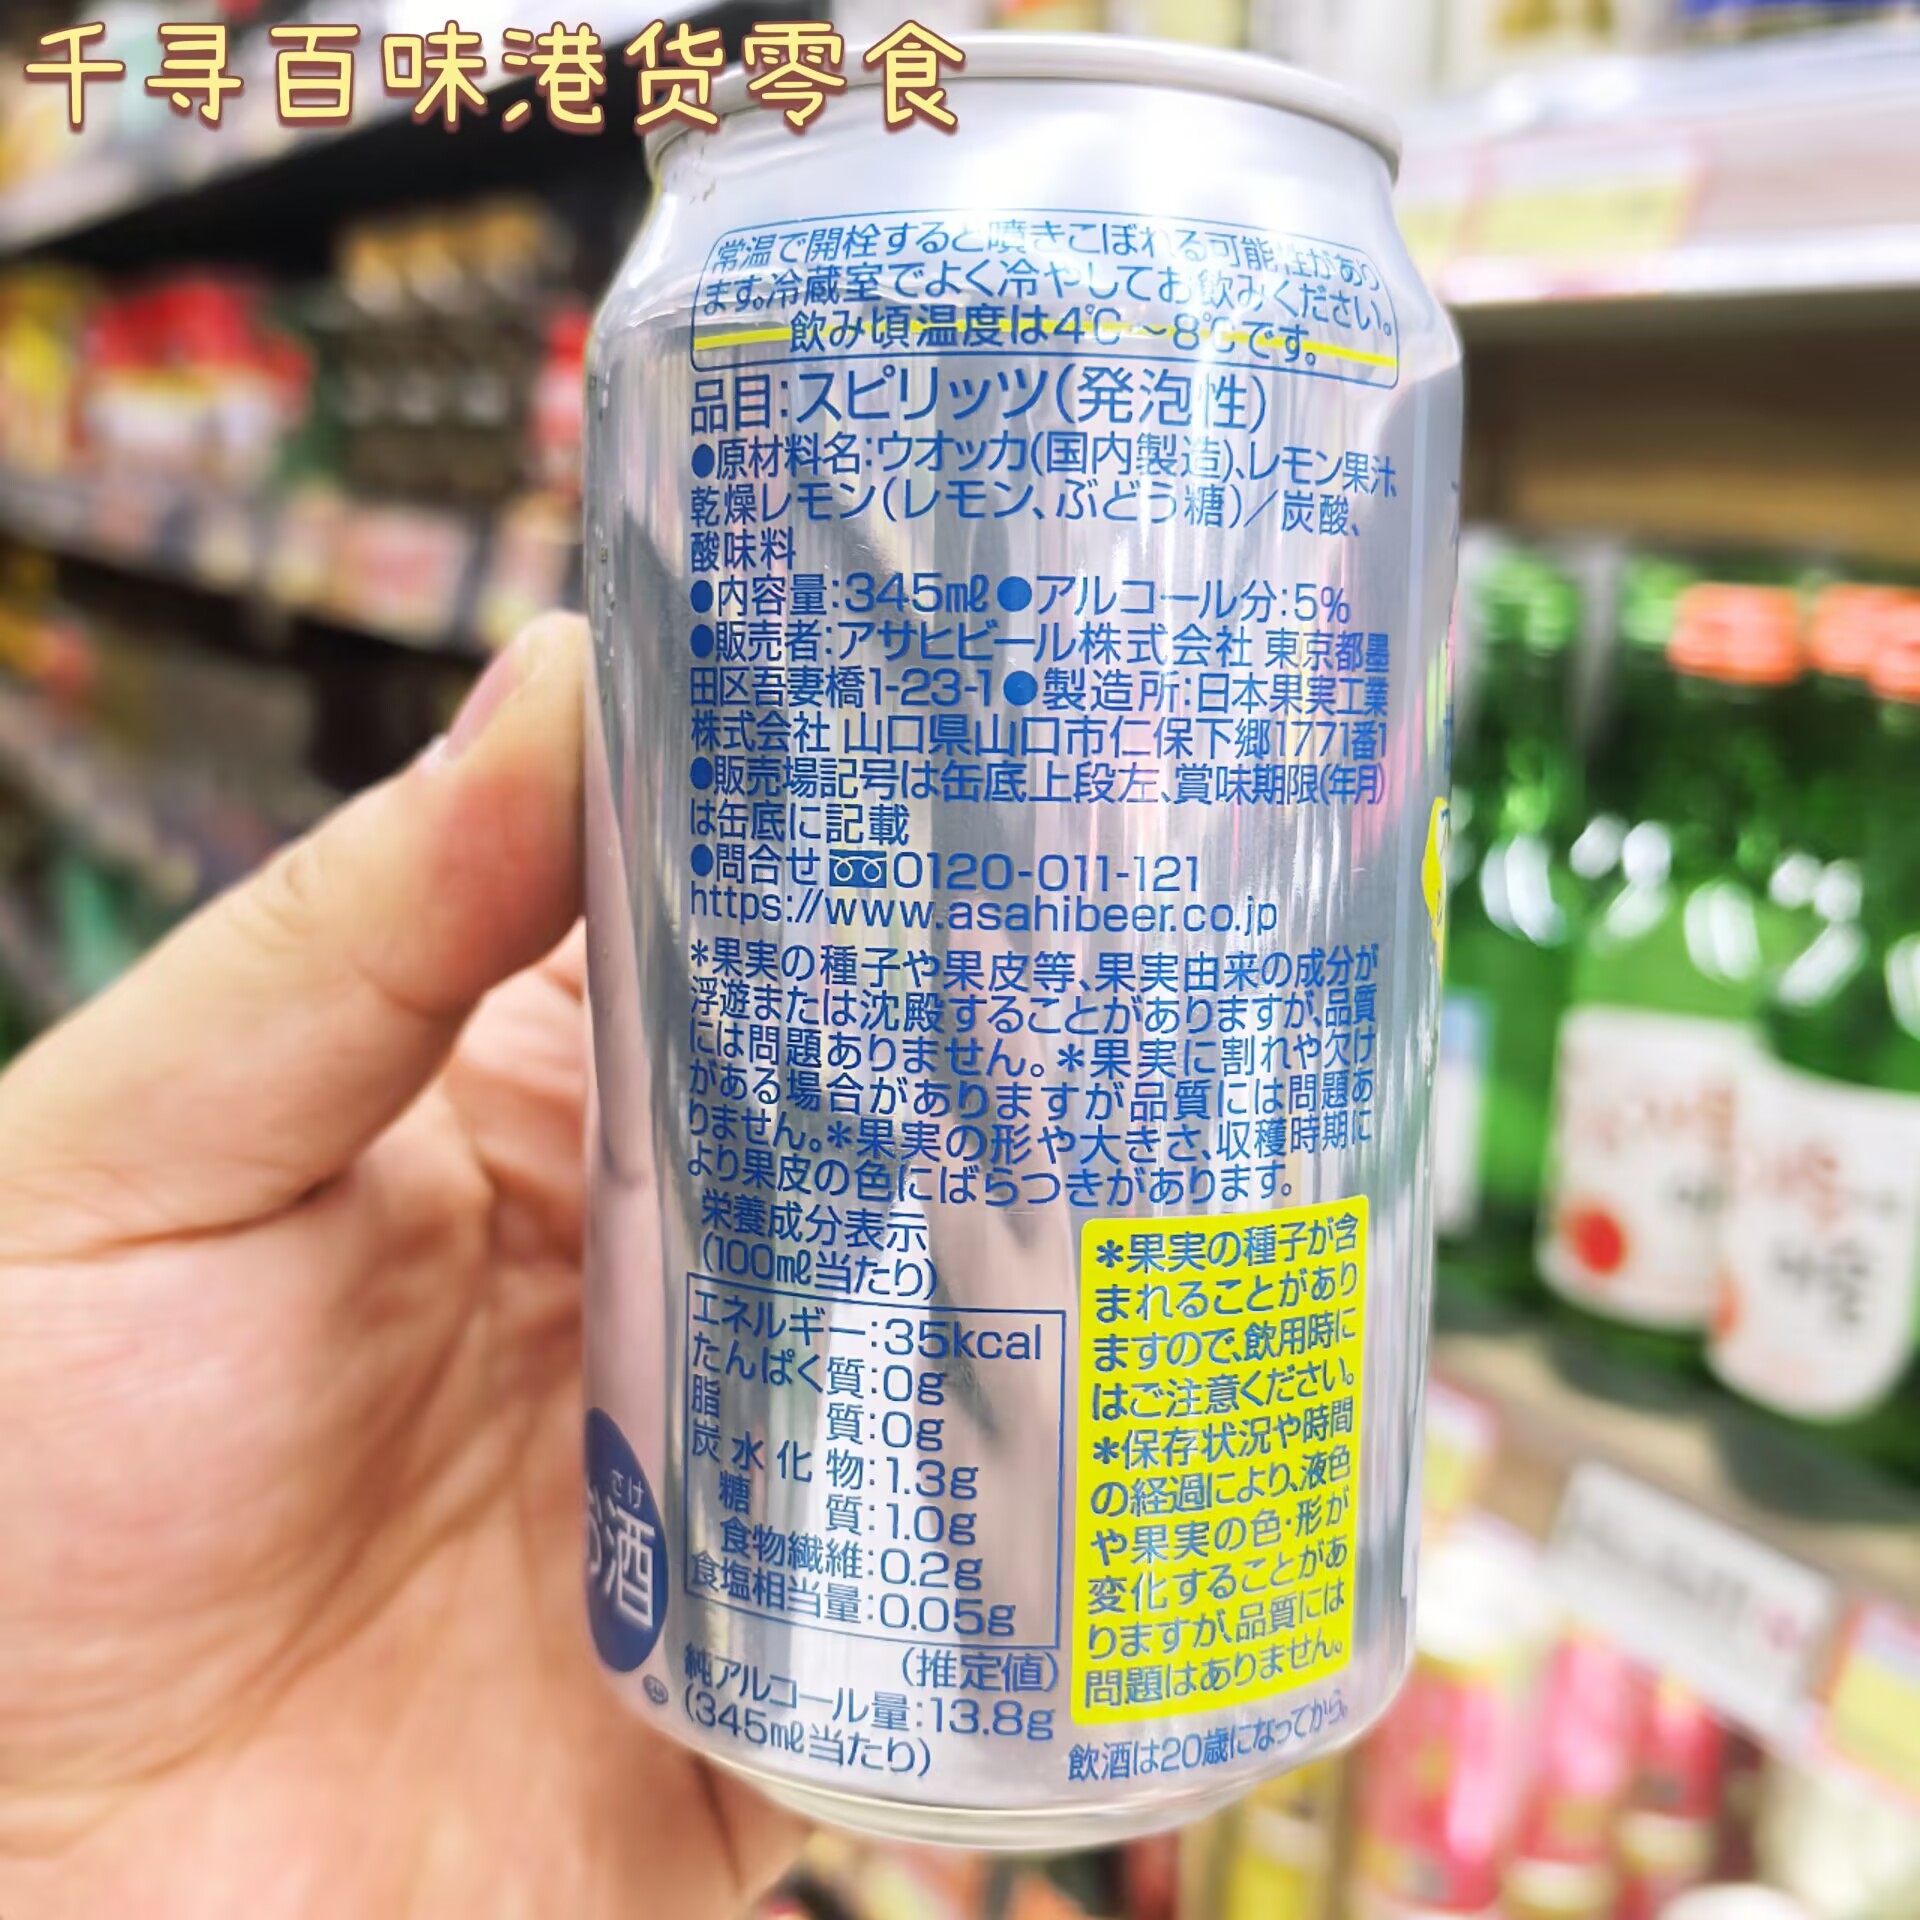 千寻百味港货零食
常温で開栓すると噴きこぼれる可能性があり
ます。冷蔵室でよく冷やしてお飲みください。
飲み頃温度は4℃～8℃です。
品目:スピリッツ(発泡性)
●原材料名:ウオッカ(国内製造)、レモン果汁、
乾燥レモン(レモン、ぶどう糖)／炭酸、
酸味料
●内容量:345mℓ●アルコール分:5%
●販売者:アサヒビール株式会社 東京都墨
田区吾妻橋1-23-1●製造所:日本果実工業
株式会社 山口県山口市仁保下郷1771番1
●販売場記号は缶底上段左、賞味期限(年月)
は缶底に記載
●問合せ 0120-011-121
https://www.asahibeer.co.jp
＊果実の種子や果皮等、果実由来の成分が
浮遊または沈殿することがありますが、品質
には問題ありません。＊果実に割れや欠け
がある場合がありますが品質には問題あ
りません。＊果実の形や大きさ、収穫時期に
より果皮の色にばらつきがあります。
栄養成分表示
(100mℓ当たり)
エネルギー:35kcal
たんぱく質:0g
脂質:0g
炭水化物:1.3g
糖質:1.0g
食物繊維:0.2g
食塩相当量:0.05g
(推定値)
純アルコール量:13.8g
(345mℓ当たり)
＊果実の種子が含
まれることがあり
ますので、飲用時に
はご注意ください。
＊保存状況や時間
の経過により、液色
や果実の色・形が
変化することがあ
りますが、品質には
問題はありません。
飲酒は20歳になってから。
さけ
お酒